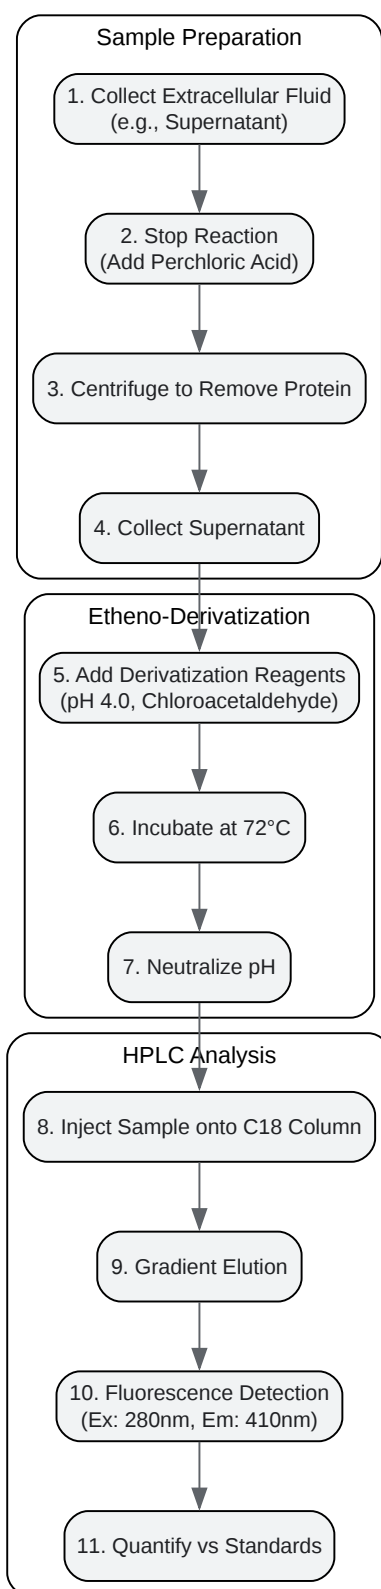 Sample Preparation
1. Collect Extracellular Fluid
(e.g., Supernatant)
2. Stop Reaction
(Add Perchloric Acid)
3. Centrifuge to Remove Protein
4. Collect Supernatant
Etheno-Derivatization
5. Add Derivatization Reagents
(pH 4.0, Chloroacetaldehyde)
6. Incubate at 72°C
7. Neutralize pH
HPLC Analysis
8. Inject Sample onto C18 Column
9. Gradient Elution
10. Fluorescence Detection
(Ex: 280nm, Em: 410nm)
11. Quantify vs Standards